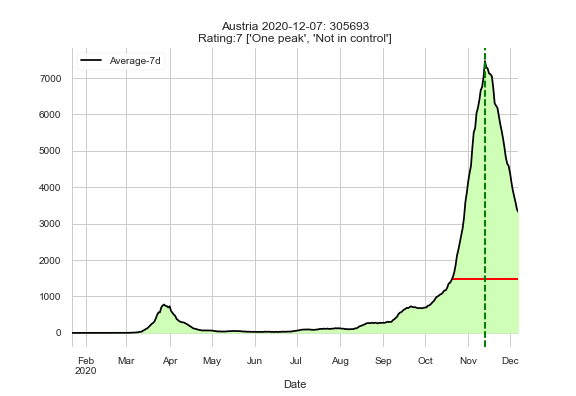 Austria 2020-12-07: 305693
Rating:7 ['One peak', 'Not in control']
Average-7d
7000
6000
5000
4000
3000
2000
1000
0
Feb Mar Apr May Jun Jul Aug Sep Oct Nov Dec
2020
Date